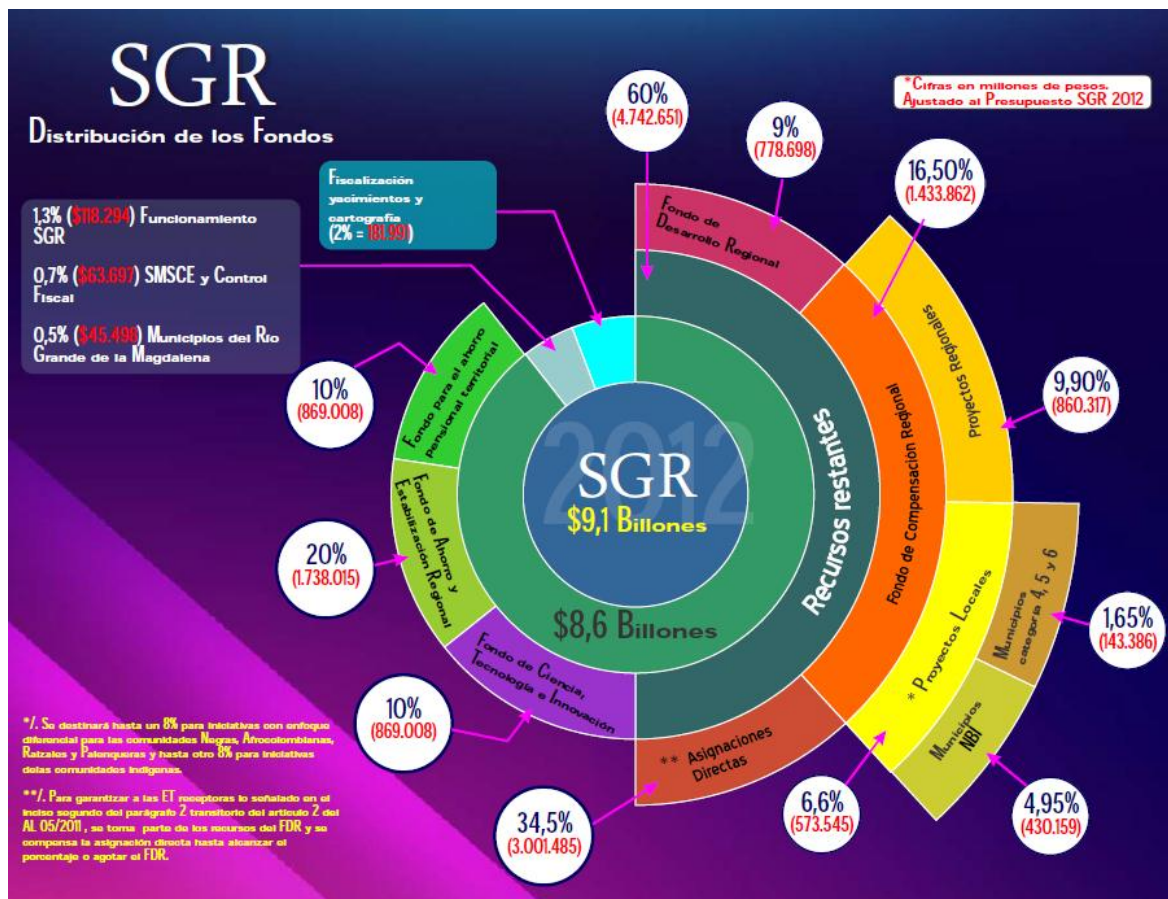 SGR
Distribución de los Fondos
*Cifras en millones de pesos.
Ajustado al Presupuesto SGR 2012
1,3% ($118.294) Funcionamiento
SGR
0,7% ($63.697) SMSCE y Control
Fiscal
0,5% ($45.498) Municipios del Río
Grande de la Magdalena
Fiscalización
yacimientos y
cartografía
(2% = 181.991)
60%
(4.742.651)
9%
(778.698)
16,50%
(1.433.862)
Fondo de
Desarrollo Regional
Proyectos Regionales
9,90%
(860.317)
Fondo de Compensación Regional
Recursos restantes
10%
(869.008)
Fondo para el ahorro
pensional territorial
2012
SGR
$9,1 Billones
$8,6 Billones
20%
(1.738.015)
Fondo de Ahorro y
Estabilización Regional
* Proyectos Locales
Municipios
categoría 4, 5 y 6
1,65%
(143.386)
Municipios
NBI
4,95%
(430.159)
6,6%
(573.545)
10%
(869.008)
Fondo de Ciencia,
Tecnología e Innovación
** Asignaciones
Directas
34,5%
(3.001.485)
*/. Se destinará hasta un 8% para iniciativas con enfoque
diferencial para las comunidades Negras, Afrocolombianas,
Raizales y Palenqueras y hasta otro 8% para iniciativas
delas comunidades indígenas.
**/. Para garantizar a las ET receptoras lo señalado en el
inciso segundo del parágrafo 2 transitorio del artículo 2 del
AL 05/2011 , se toma parte de los recursos del FDR y se
compensa la asignación directa hasta alcanzar el
porcentaje o agotar el FDR.